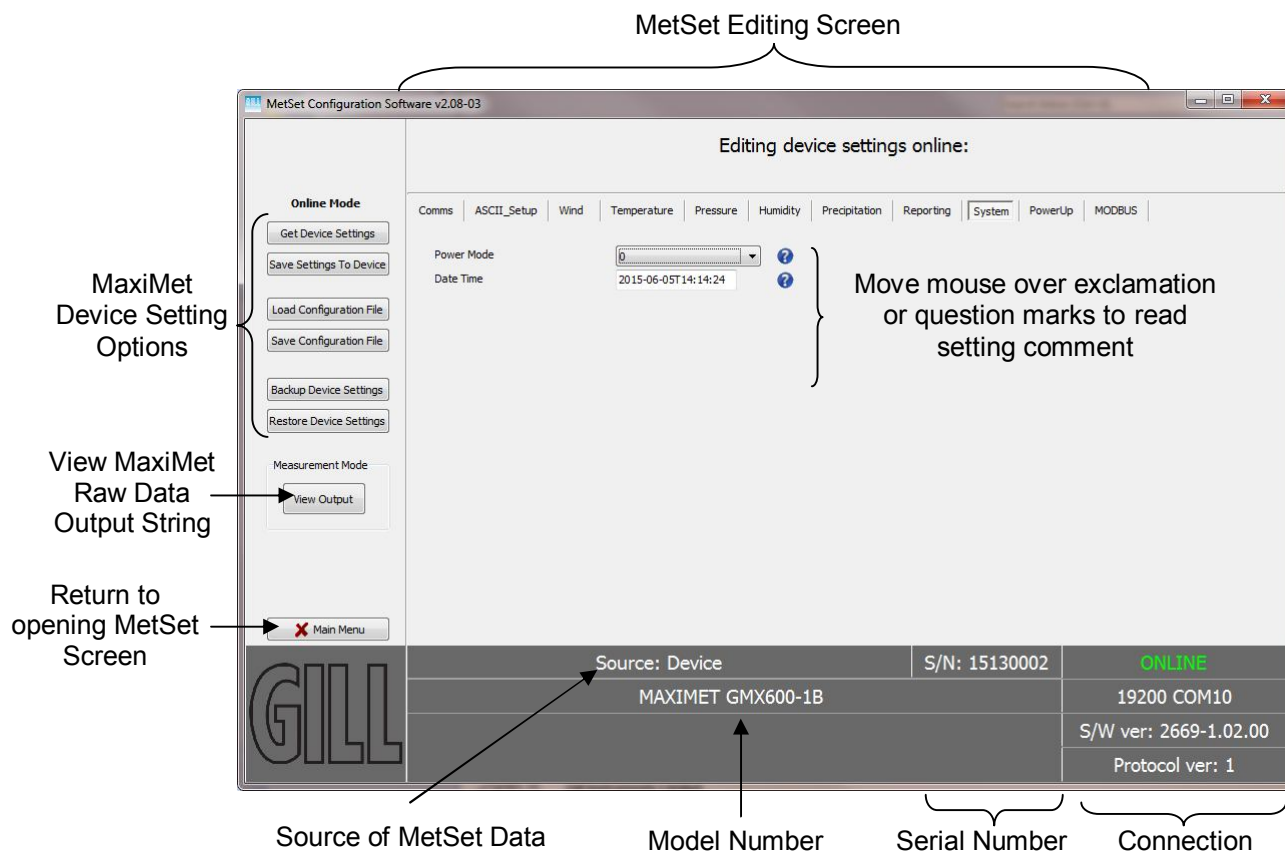 MetSet Editing Screen
MetSet Configuration Software v2.08-03
Editing device settings online:
Online Mode
Comms ASCII_Setup Wind Temperature Pressure Humidity Precipitation Reporting System PowerUp MODBUS
Get Device Settings
Save Settings To Device
Load Configuration File
Save Configuration File
Backup Device Settings
Restore Device Settings
Power Mode 0 ?
Date Time 2015-06-05T14:14:24 ?
MaxiMet
Device Setting
Options
Move mouse over exclamation
or question marks to read
setting comment
View MaxiMet
Raw Data
Output String
Measurement Mode
View Output
Return to
opening MetSet
Screen
Main Menu
GILL
Source: Device S/N: 15130002 ONLINE
MAXIMET GMX600-1B 19200 COM10
S/W ver: 2669-1.02.00
Protocol ver: 1
Source of MetSet Data Model Number Serial Number Connection